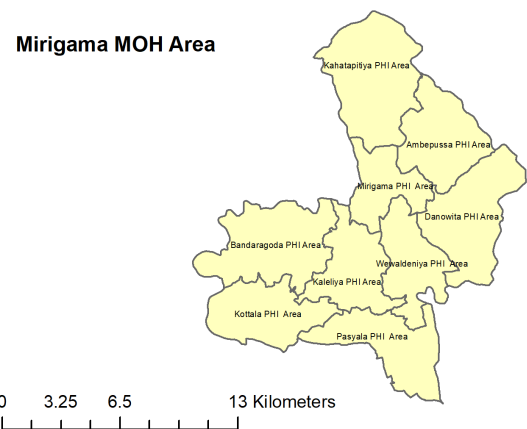 Mirigama MOH Area
Kahatapitiya PHI Area
Ambepussa PHI Area
Mirigama PHI Area
Danowita PHI Area
Bandaragoda PHI Area
Wewaldeniya PHI Area
Kaleliya PHI Area
Kottala PHI Area
Pasyala PHI Area
0 3.25 6.5 13 Kilometers